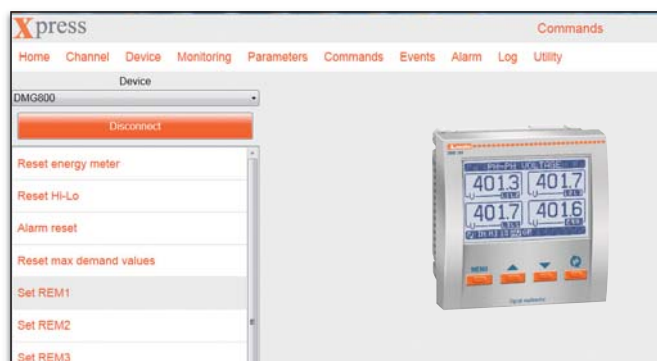 Xpress
Commands
Home Channel Device Monitoring Parameters Commands Events Alarm Log Utility
Device
DMG800
Disconnect
Reset energy meter
Reset Hi-Lo
Alarm reset
Reset max demand values
Set REM1
Set REM2
Set REM3
PH-PH VOLTAGE
401.3 401.7
401.7 401.6
MENU